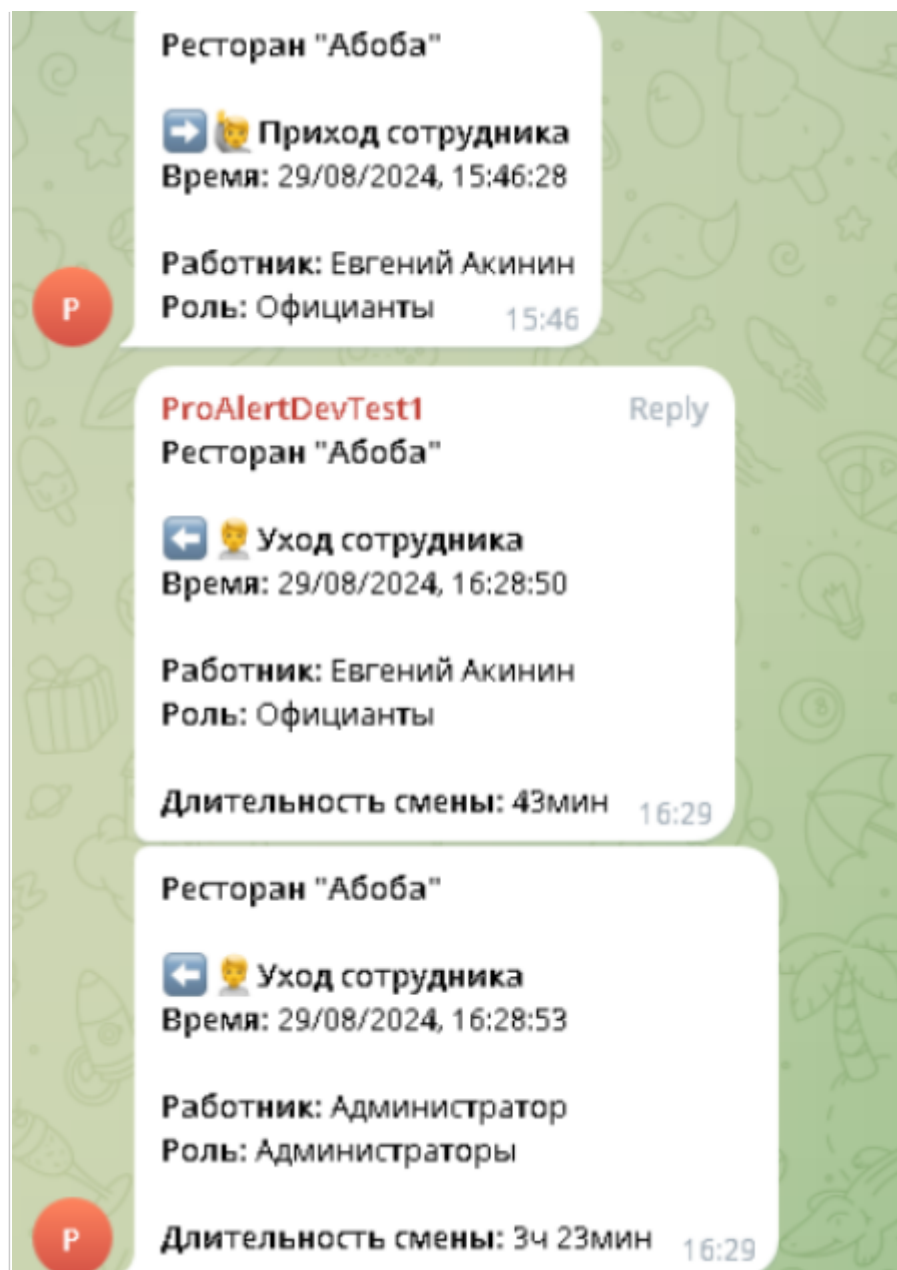 Ресторан "Абоба"
➡️🙋‍♂️ Приход сотрудника
Время: 29/08/2024, 15:46:28
Работник: Евгений Акинин
Роль: Официанты
15:46
P
ProAlertDevTest1
Reply
Ресторан "Абоба"
⬅️💆‍♂️ Уход сотрудника
Время: 29/08/2024, 16:28:50
Работник: Евгений Акинин
Роль: Официанты
Длительность смены: 43мин
16:29
Ресторан "Абоба"
⬅️💆‍♂️ Уход сотрудника
Время: 29/08/2024, 16:28:53
Работник: Администратор
Роль: Администраторы
Длительность смены: 3ч 23мин
16:29
P